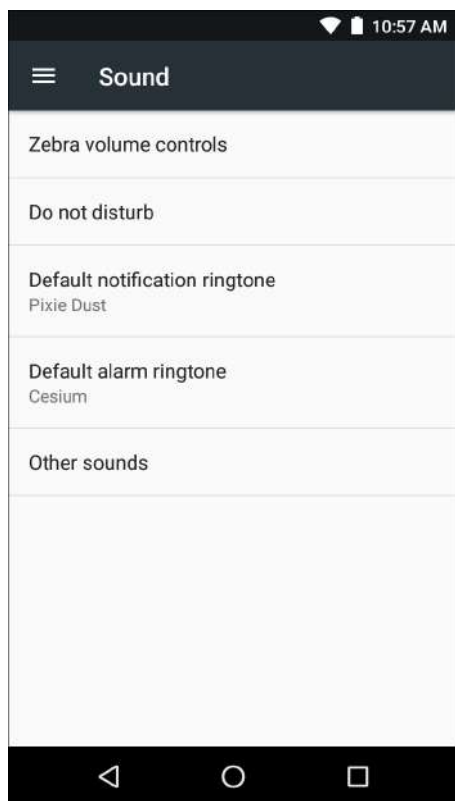 10:57 AM
Sound
Zebra volume controls
Do not disturb
Default notification ringtone
Pixie Dust
Default alarm ringtone
Cesium
Other sounds